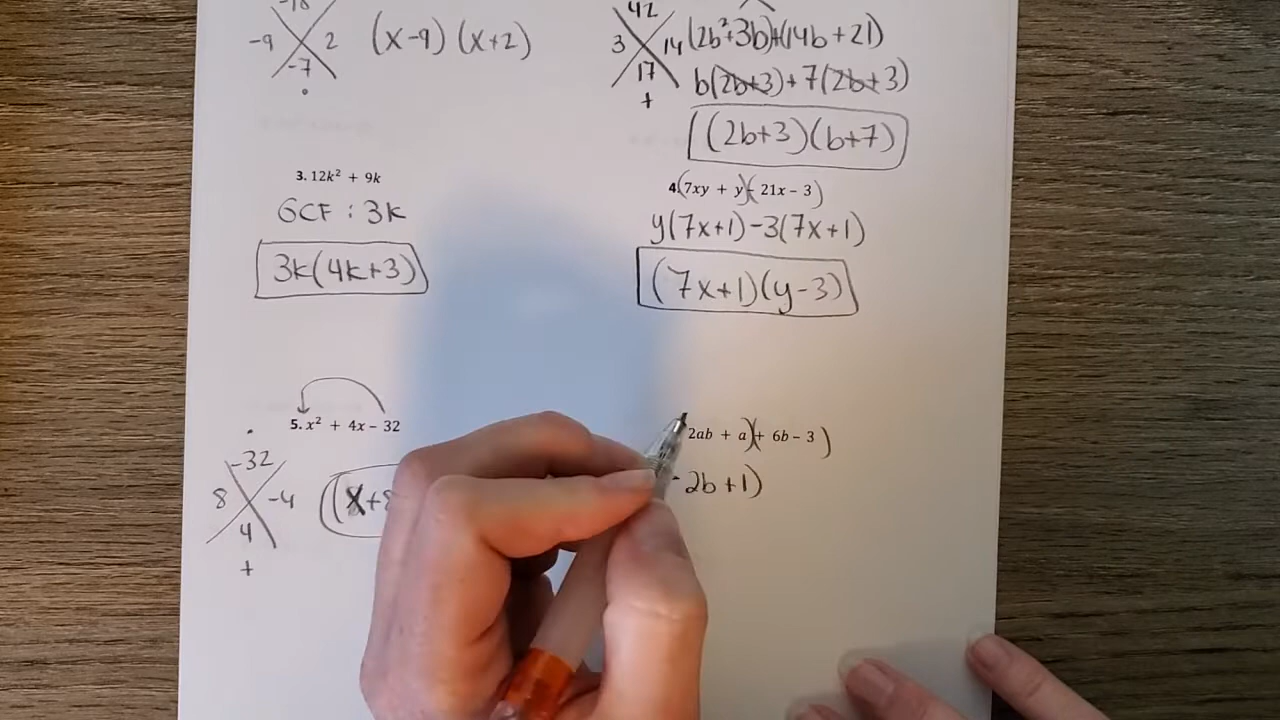 -18
-9 2 (x-9) (x+2)
-7
42
3 14 (2b²+3b)+(14b+21)
17 b(2b+3)+7(2b+3)
+
(2b+3)(b+7)
3. 12k² + 9k
GCF : 3k
3k(4k+3)
4(7xy + y)(- 21x - 3)
y(7x+1)-3(7x+1)
(7x+1)(y-3)
5. x² + 4x - 32
-32
8 -4 (x+8
4
+
2ab + a)(+ 6b - 3)
-2b+1)